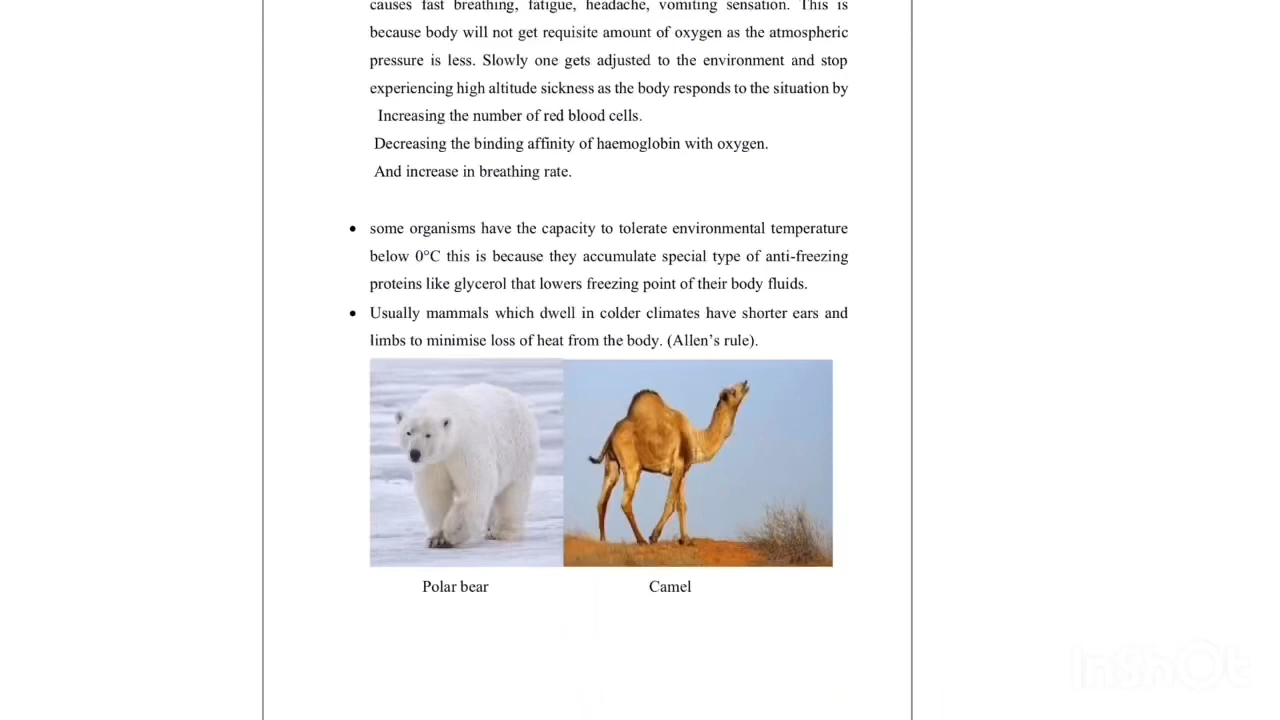 causes fast breathing, fatigue, headache, vomiting sensation. This is
because body will not get requisite amount of oxygen as the atmospheric
pressure is less. Slowly one gets adjusted to the environment and stop
experiencing high altitude sickness as the body responds to the situation by
Increasing the number of red blood cells.
Decreasing the binding affinity of haemoglobin with oxygen.
And increase in breathing rate.
• some organisms have the capacity to tolerate environmental temperature
below 0°C this is because they accumulate special type of anti-freezing
proteins like glycerol that lowers freezing point of their body fluids.
• Usually mammals which dwell in colder climates have shorter ears and
limbs to minimise loss of heat from the body. (Allen's rule).
Polar bear Camel
InShOt